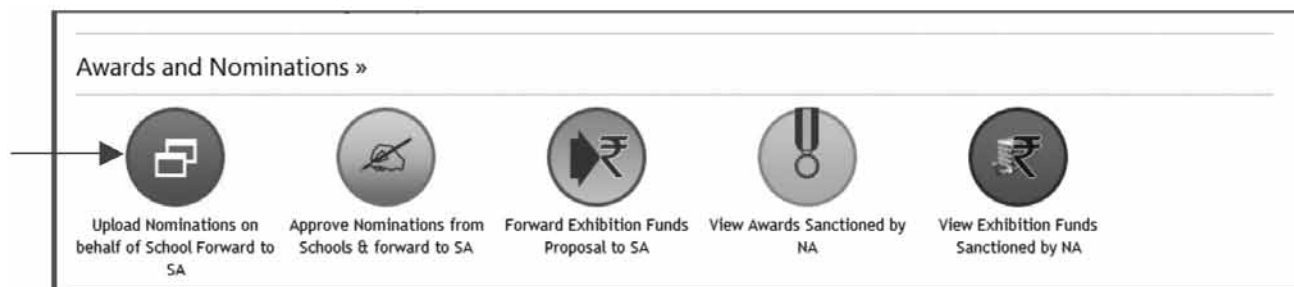 Awards and Nominations »
Upload Nominations on
behalf of School Forward to
SA
Approve Nominations from
Schools & forward to SA
Forward Exhibition Funds
Proposal to SA
View Awards Sanctioned by
NA
View Exhibition Funds
Sanctioned by NA